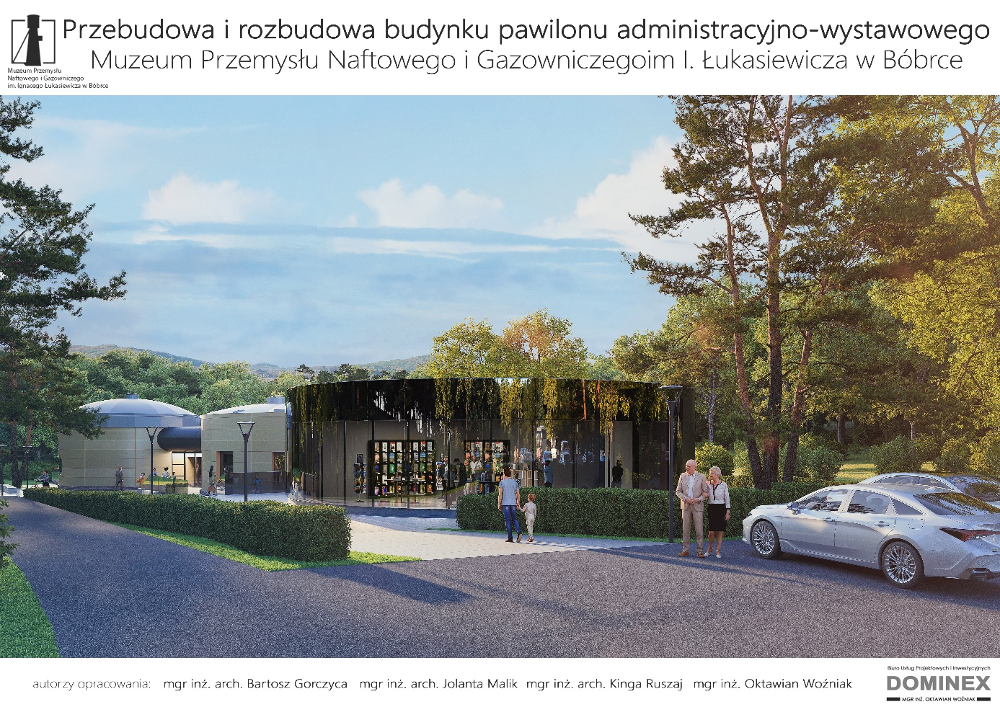 Przebudowa i rozbudowa budynku pawilonu administracyjno-wystawowego
Muzeum Przemysłu Naftowego i Gazowniczegoim I. Łukasiewicza w Bóbrce
Muzeum Przemysłu
Naftowego i Gazowniczego
im. Ignacego Łukasiewicza w Bóbrce
autorzy opracowania: mgr inż. arch. Bartosz Gorczyca mgr inż. arch. Jolanta Malik mgr inż. arch. Kinga Ruszaj mgr inż. Oktawian Woźniak
Biuro Usług Projektowych i Inwestycyjnych
DOMINEX
MGR INŻ. OKTAWIAN WOŹNIAK